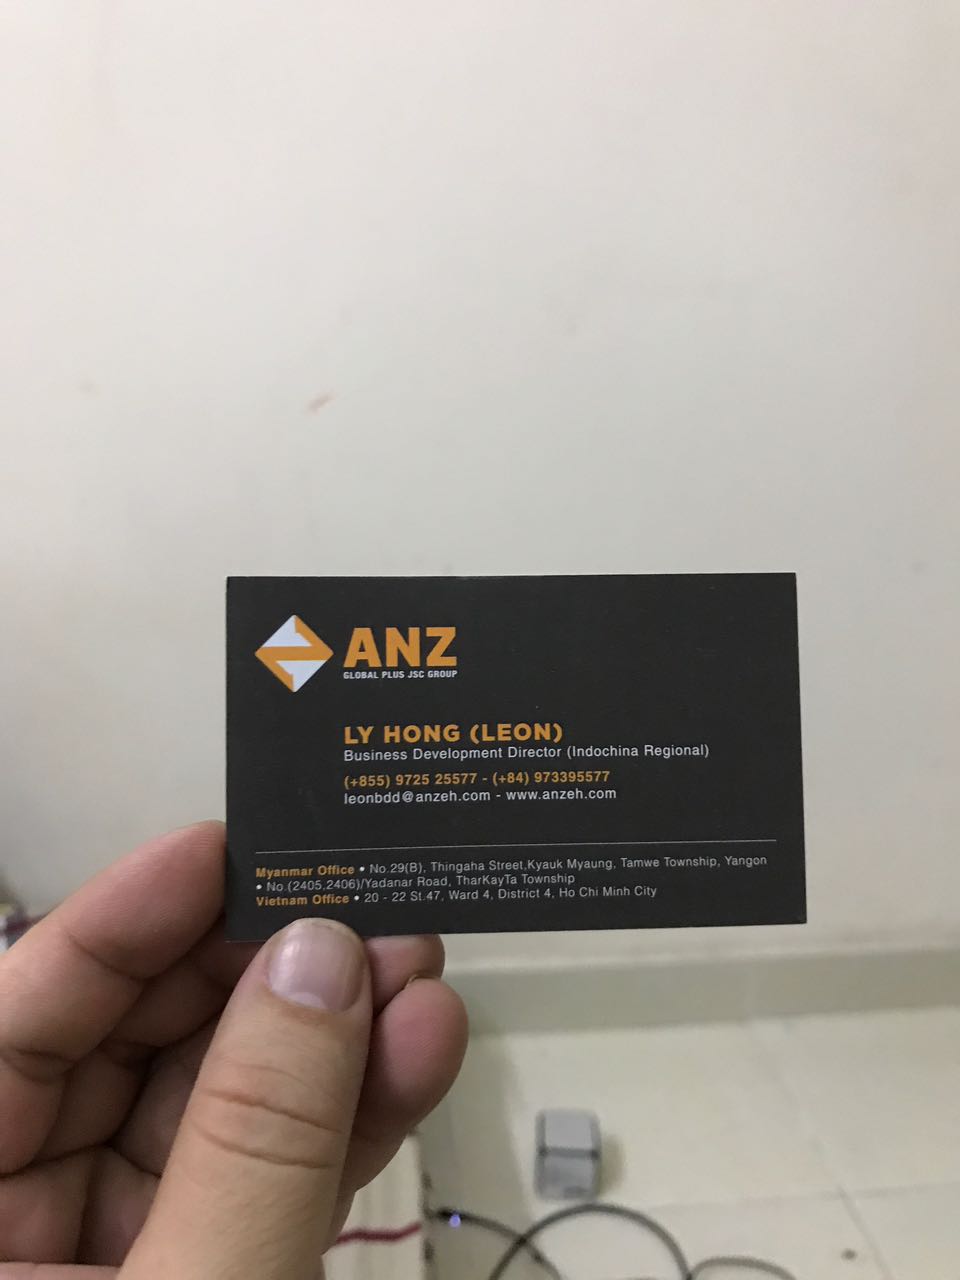 ANZ
GLOBAL PLUS JSC GROUP
LY HONG (LEON)
Business Development Director (Indochina Regional)
(+855) 9725 25577 - (+84) 973395577
leonbdd@anzeh.com - www.anzeh.com
Myanmar Office • No.29(B), Thingaha Street,Kyauk Myaung, Tamwe Township, Yangon
• No.(2405,2406)/Yadanar Road, TharKayTa Township
Vietnam Office • 20 - 22 St.47, Ward 4, District 4, Ho Chi Minh City